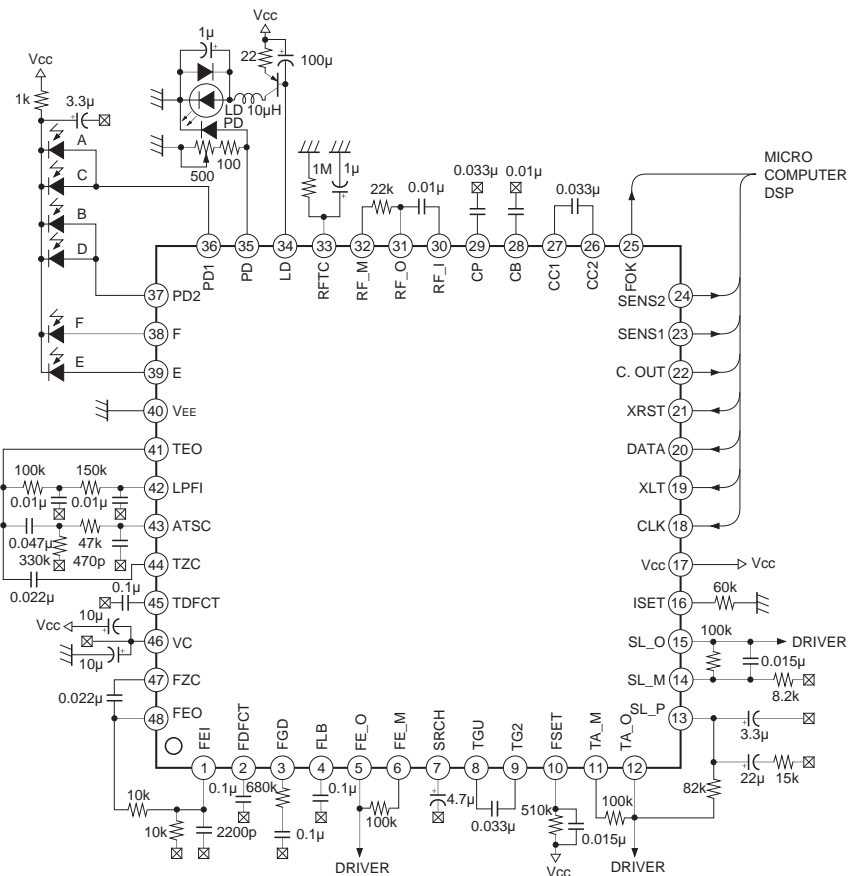 Vcc
1µ
22
100µ
Vcc
1k
3.3µ
LD
10µH
PD
100
500
A
C
B
D
F
E
1M
1µ
22k
0.01µ
0.033µ
0.01µ
0.033µ
MICRO
COMPUTER
DSP
36 35 34 33 32 31 30 29 28 27 26 25
PD1 PD LD RFTC RF_M RF_O RF_I CP CB CC1 CC2 FOK
37 PD2
38 F
39 E
40 VEE
41 TEO
42 LPFI
43 ATSC
44 TZC
45 TDFCT
46 VC
47 FZC
48 FEO
SENS2 24
SENS1 23
C. OUT 22
XRST 21
DATA 20
XLT 19
CLK 18
Vcc 17 Vcc
ISET 16 60k
SL_O 15 DRIVER
SL_M 14
SL_P 13
100k 150k
0.01µ 0.01µ
0.047µ 47k
330k 470p
0.022µ
0.1µ
Vcc 10µ
10µ
0.022µ
100k
0.015µ
8.2k
3.3µ
22µ 15k
82k
FEI FDFCT FGD FLB FE_O FE_M SRCH TGU TG2 FSET TA_M TA_O
1 2 3 4 5 6 7 8 9 10 11 12
10k
10k
2200p
0.1µ
680k
0.1µ
0.1µ
100k
DRIVER
4.7µ
0.033µ
510k
0.015µ
Vcc
100k
DRIVER